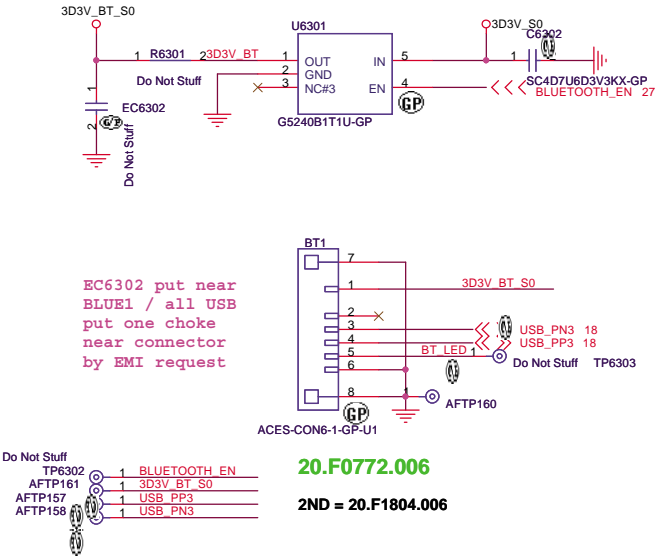 3D3V_BT_S0
U6301
3D3V_S0
C6302
1 R6301 2 3D3V_BT 1 OUT IN 5
2 GND
3 NC#3 EN 4
1
SC4D7U6D3V3KX-GP
BLUETOOTH_EN 27
Do Not Stuff
1
EC6302
2
Do Not Stuff
GP
G5240B1T1U-GP
GP
BT1
7
1 3D3V_BT_S0
2
3 USB_PN3 18
4 USB_PP3 18
5 BT_LED 1
6
Do Not Stuff TP6303
8 1 AFTP160
GP
ACES-CON6-1-GP-U1
EC6302 put near
BLUE1 / all USB
put one choke
near connector
by EMI request
Do Not Stuff
TP6302 1 BLUETOOTH_EN
AFTP161 1 3D3V_BT_S0
AFTP157 1 USB_PP3
AFTP158 1 USB_PN3
20.F0772.006
2ND = 20.F1804.006